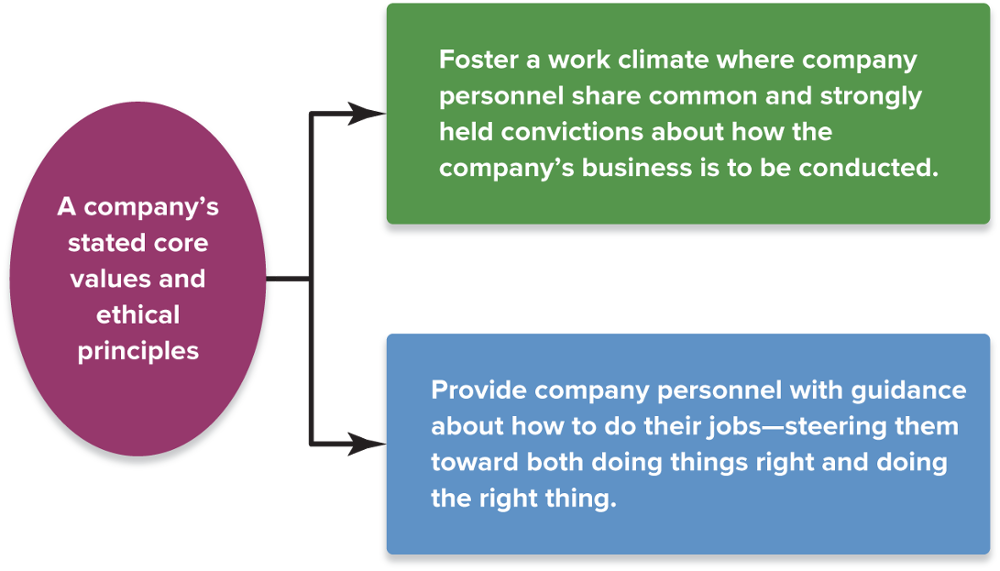 A company’s
stated core
values and
ethical
principles
Foster a work climate where company
personnel share common and strongly
held convictions about how the
company’s business is to be conducted.
Provide company personnel with guidance
about how to do their jobs—steering them
toward both doing things right and doing
the right thing.